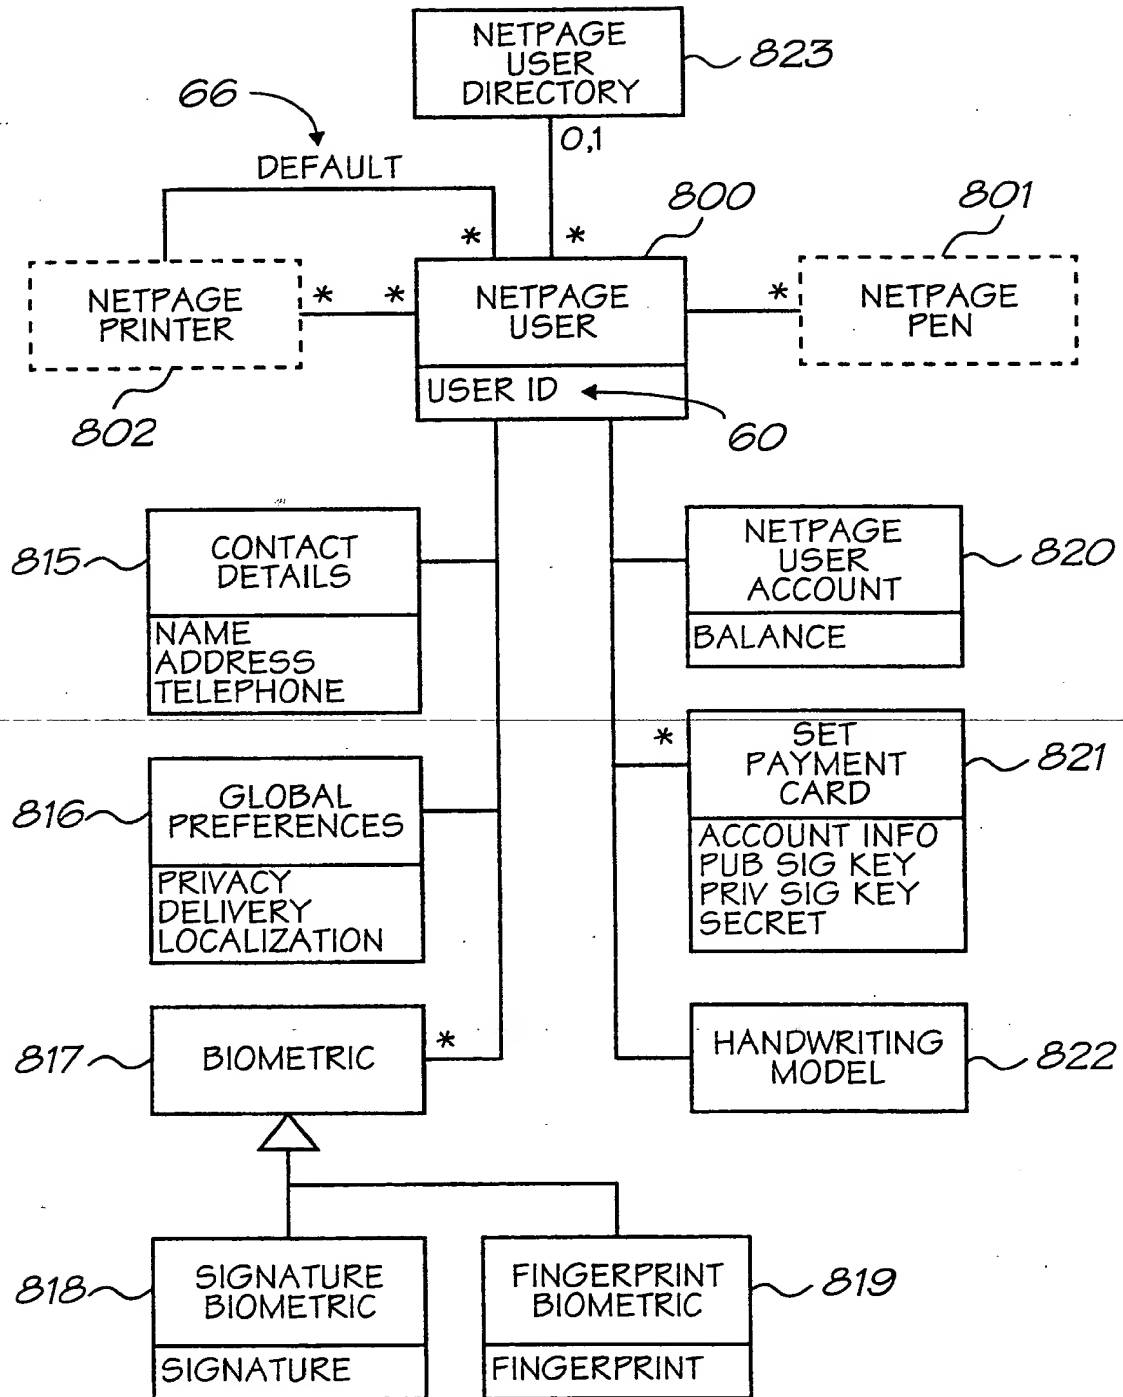 NETPAGE
USER
DIRECTORY
823
66
0,1
DEFAULT
800
801
*
*
NETPAGE
PRINTER
*
*
NETPAGE
USER
*
NETPAGE
PEN
802
USER ID
60
815
CONTACT
DETAILS
NAME
ADDRESS
TELEPHONE
NETPAGE
USER
ACCOUNT
820
BALANCE
816
GLOBAL
PREFERENCES
PRIVACY
DELIVERY
LOCALIZATION
*
SET
PAYMENT
CARD
821
ACCOUNT INFO
PUB SIG KEY
PRIV SIG KEY
SECRET
817
BIOMETRIC
*
HANDWRITING
MODEL
822
818
SIGNATURE
BIOMETRIC
SIGNATURE
FINGERPRINT
BIOMETRIC
819
FINGERPRINT